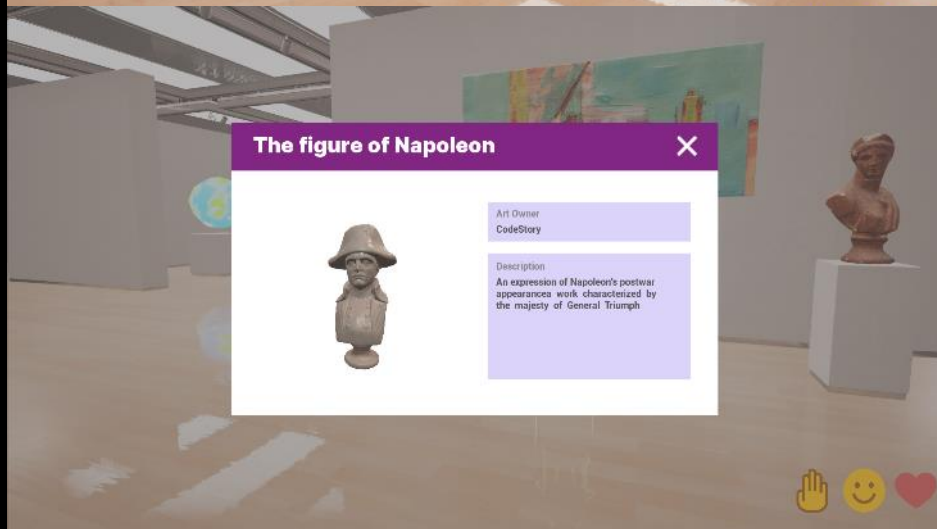 The figure of Napoleon
Art Owner
CodeStory
Description
An expression of Napoleon's postwar
appearancea work characterized by
the majesty of General Triumph